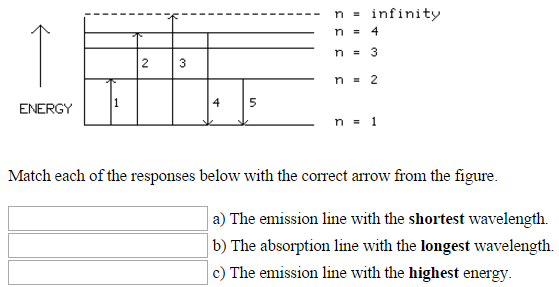 n = infinity
n = 4
n = 3
2 3
n = 2
ENERGY
1 4 5
n = 1
Match each of the responses below with the correct arrow from the figure.
a) The emission line with the shortest wavelength.
b) The absorption line with the longest wavelength.
c) The emission line with the highest energy.